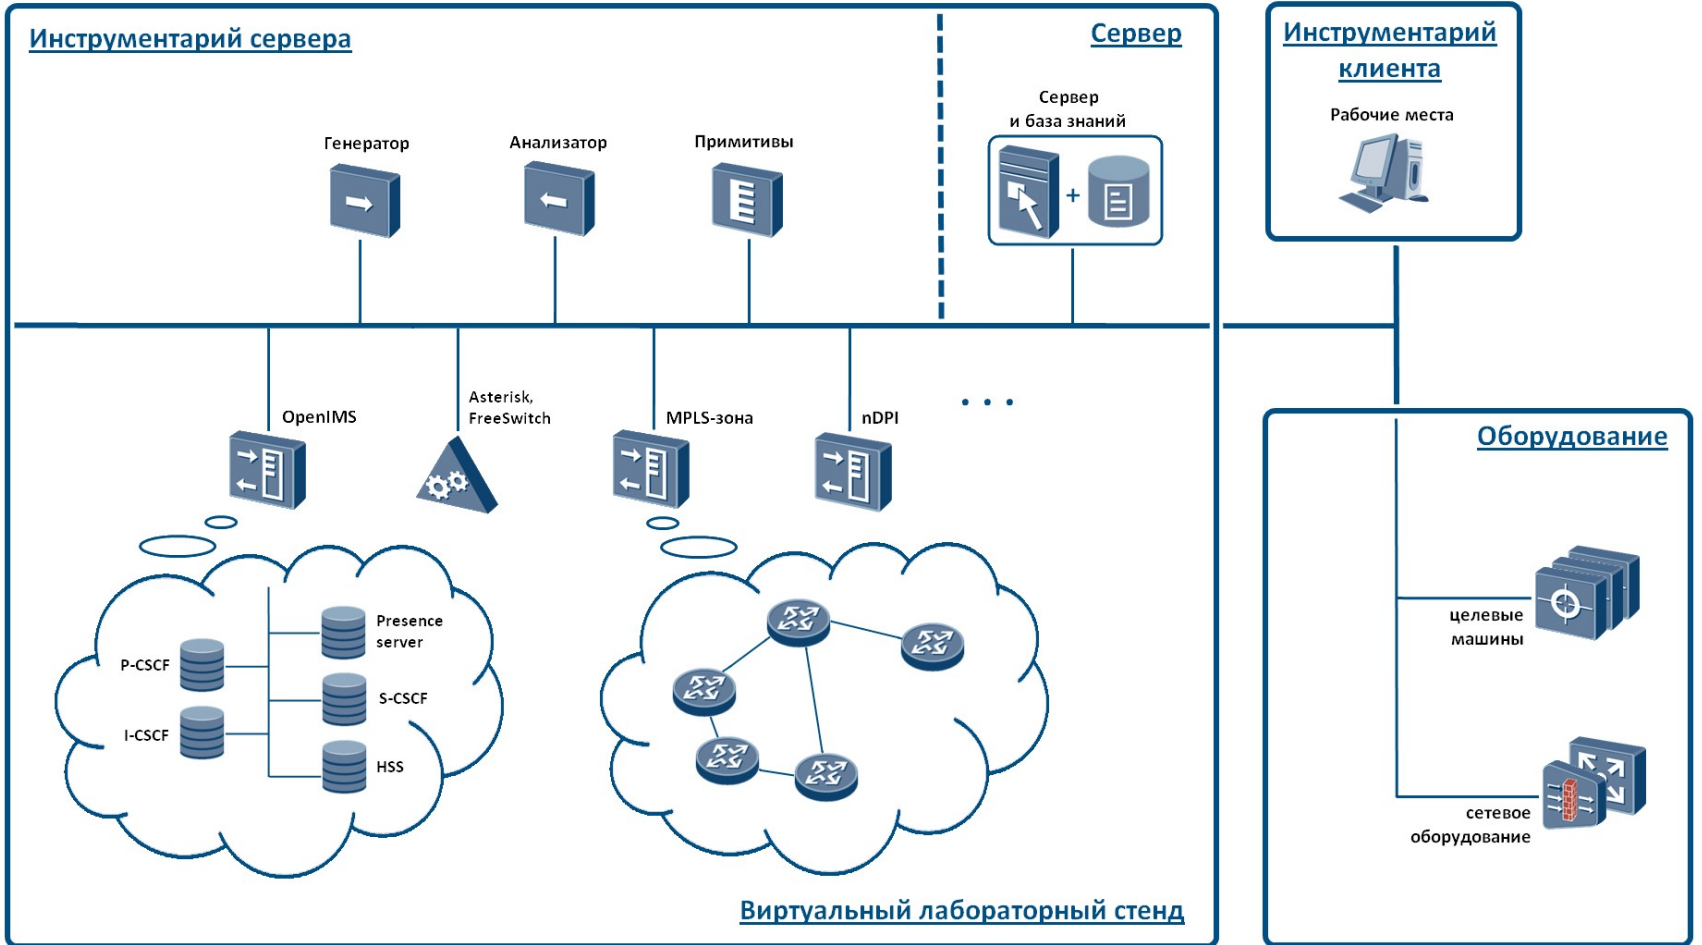 Инструментарий сервера
Сервер
Инструментарий
клиента
Сервер
и база знаний
Рабочие места
Генератор
Анализатор
Примитивы
+
OpenIMS
Asterisk,
FreeSwitch
MPLS-зона
nDPI
...
Оборудование
Presence
server
P-CSCF
S-CSCF
I-CSCF
HSS
целевые
машины
сетевое
оборудование
Виртуальный лабораторный стенд